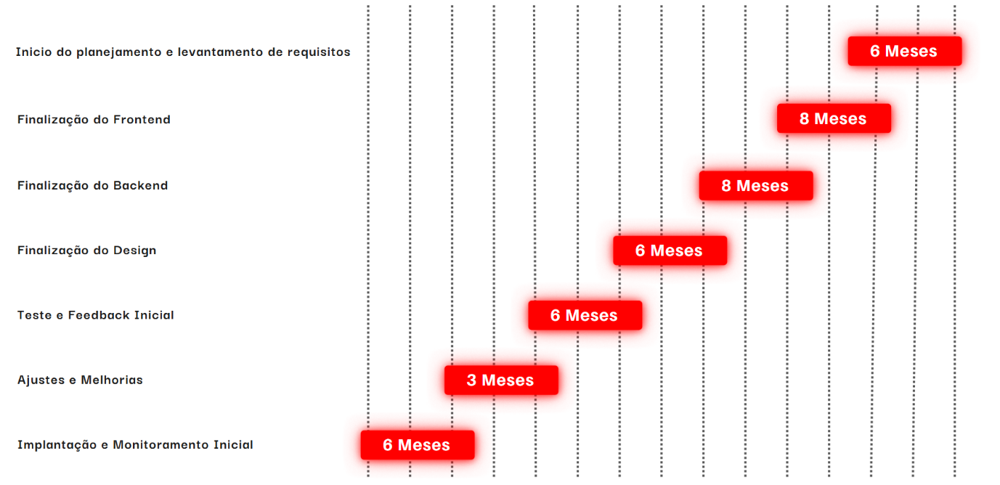 Inicio do planejamento e levantamento de requisitos
6 Meses
Finalização do Frontend
8 Meses
Finalização do Backend
8 Meses
Finalização do Design
6 Meses
Teste e Feedback Inicial
6 Meses
Ajustes e Melhorias
3 Meses
Implantação e Monitoramento Inicial
6 Meses